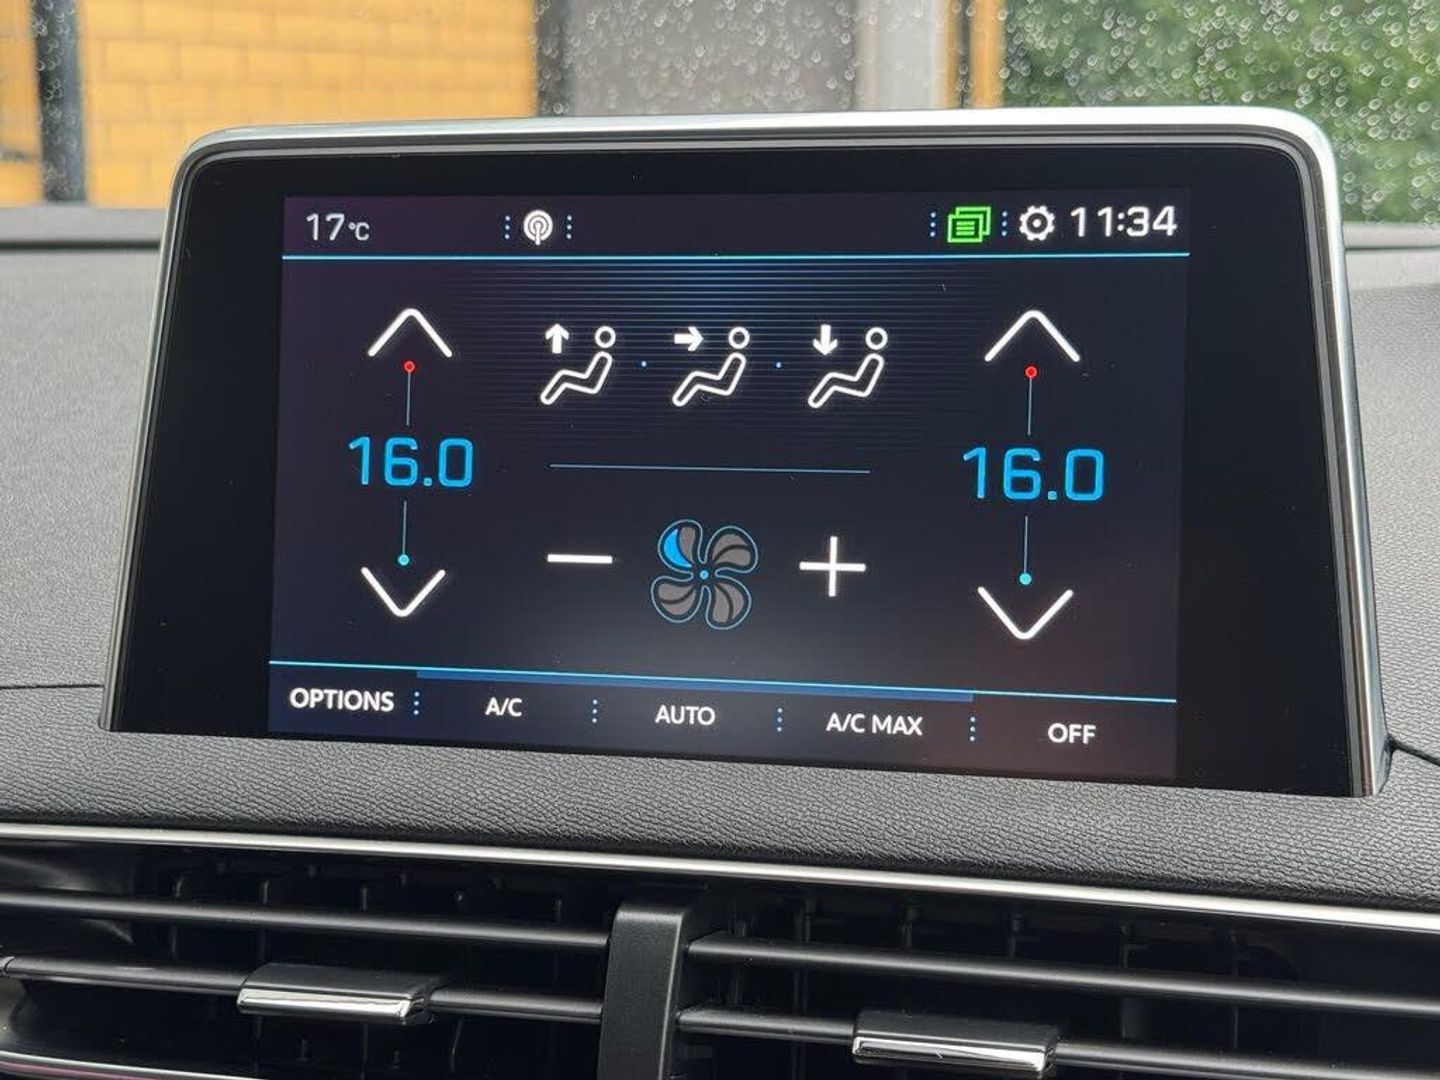 17°C
11:34
16.0
16.0
OPTIONS
A/C
AUTO
A/C MAX
OFF